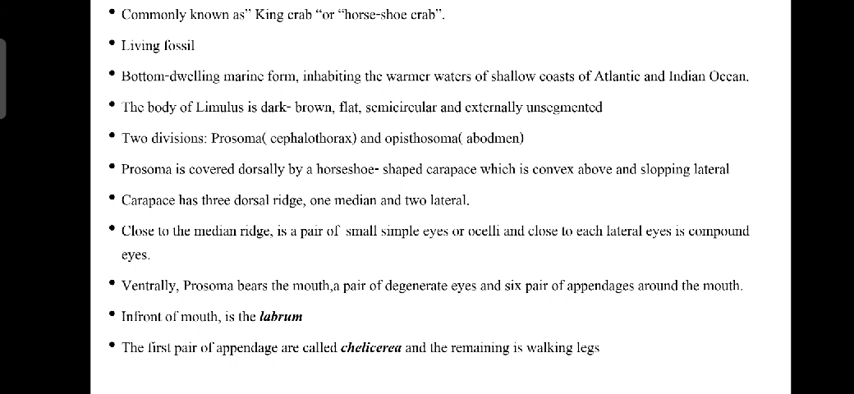 • Commonly known as” King crab “or “horse-shoe crab”.
• Living fossil
• Bottom-dwelling marine form, inhabiting the warmer waters of shallow coasts of Atlantic and Indian Ocean.
• The body of Limulus is dark- brown, flat, semicircular and externally unsegmented
• Two divisions: Prosoma( cephalothorax) and opisthosoma( abodmen)
• Prosoma is covered dorsally by a horseshoe- shaped carapace which is convex above and slopping lateral
• Carapace has three dorsal ridge, one median and two lateral.
• Close to the median ridge, is a pair of small simple eyes or ocelli and close to each lateral eyes is compound
eyes.
• Ventrally, Prosoma bears the mouth,a pair of degenerate eyes and six pair of appendages around the mouth.
• Infront of mouth, is the labrum
• The first pair of appendage are called chelicerea and the remaining is walking legs